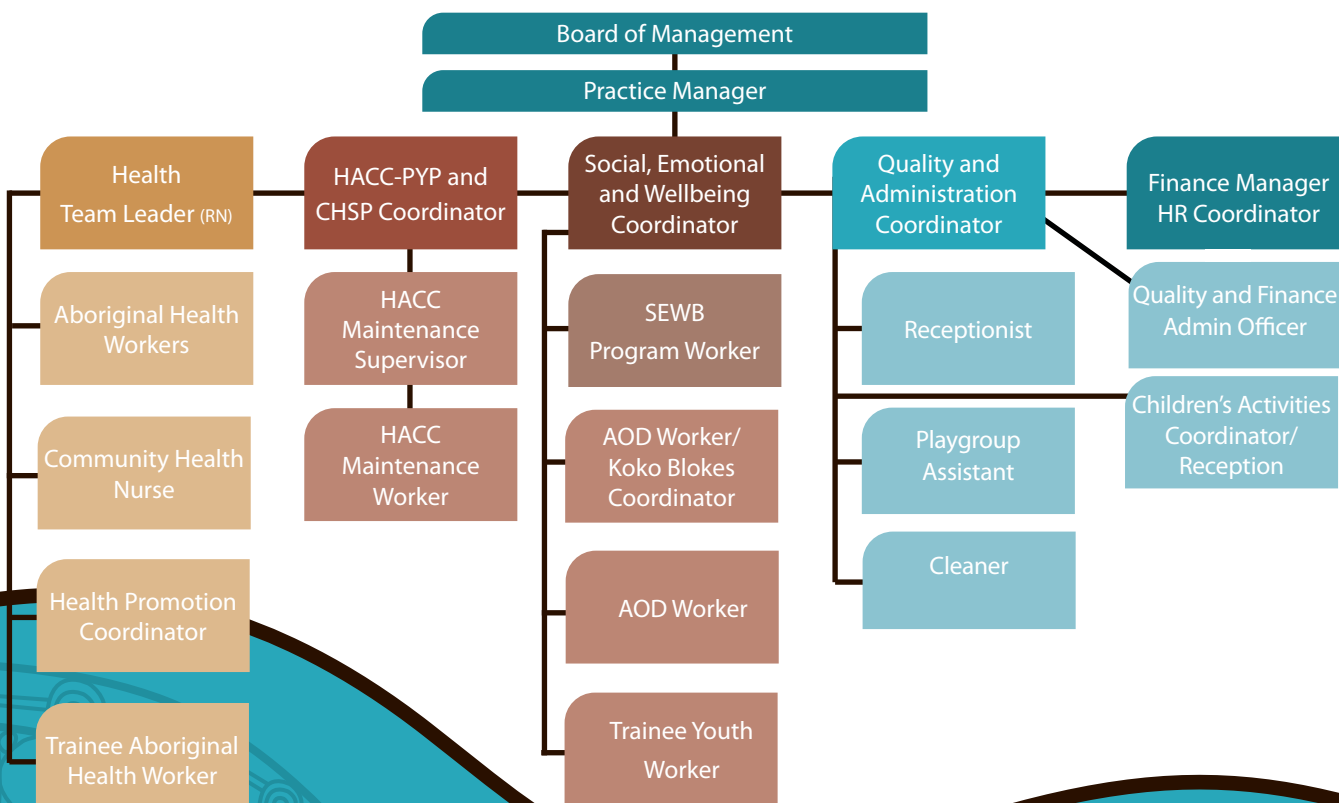 Board of Management
Practice Manager
Health
Team Leader (RN)
HACC-PYP and
CHSP Coordinator
Social, Emotional
and Wellbeing
Coordinator
Quality and
Administration
Coordinator
Finance Manager
HR Coordinator
Aboriginal Health
Workers
HACC
Maintenance
Supervisor
SEWB
Program Worker
Receptionist
Quality and Finance
Admin Officer
Community Health
Nurse
HACC
Maintenance
Worker
AOD Worker/
Koko Blokes
Coordinator
Playgroup
Assistant
Children’s Activities
Coordinator/
Reception
Health Promotion
Coordinator
AOD Worker
Cleaner
Trainee Aboriginal
Health Worker
Trainee Youth
Worker